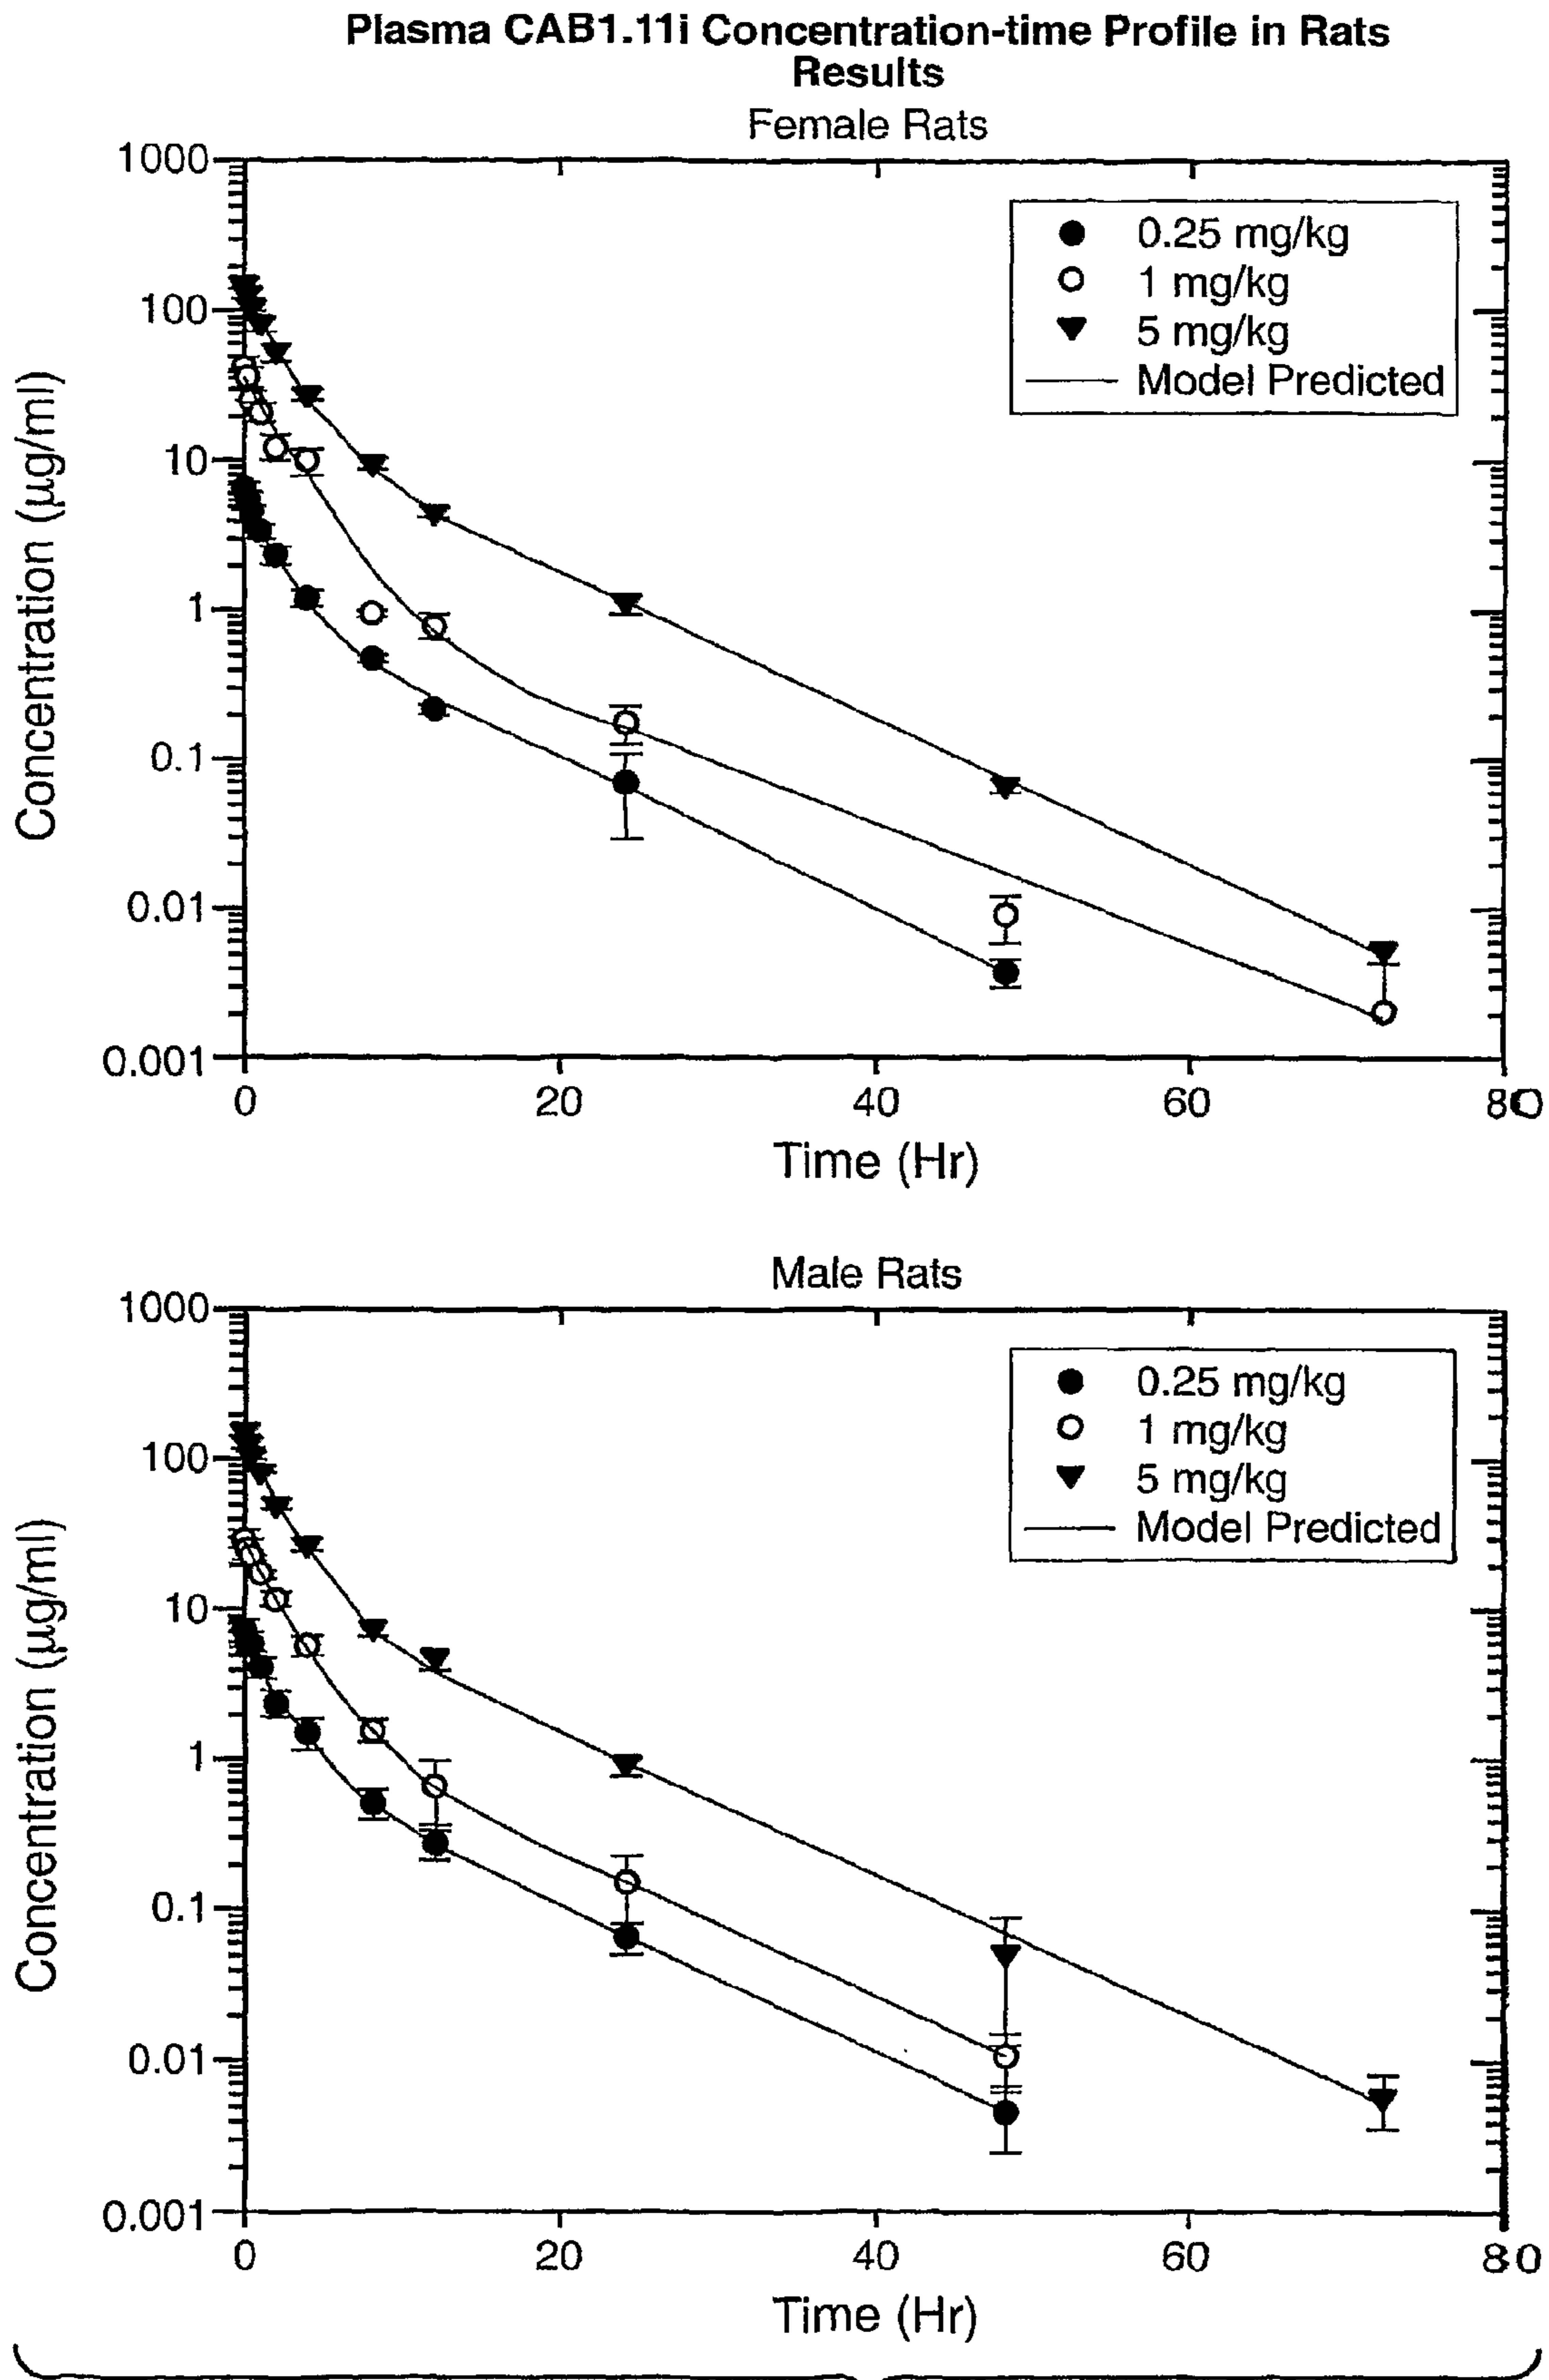 Plasma CAB1.11i Concentration-time Profile in Rats
Results
Female Rats
1000
100
10
1
0.1
0.01
0.001
Concentration (µg/ml)
0.25 mg/kg
1 mg/kg
5 mg/kg
Model Predicted
0 20 40 60 80
Time (Hr)
Male Rats
1000
100
10
1
0.1
0.01
0.001
Concentration (µg/ml)
0.25 mg/kg
1 mg/kg
5 mg/kg
Model Predicted
0 20 40 60 80
Time (Hr)